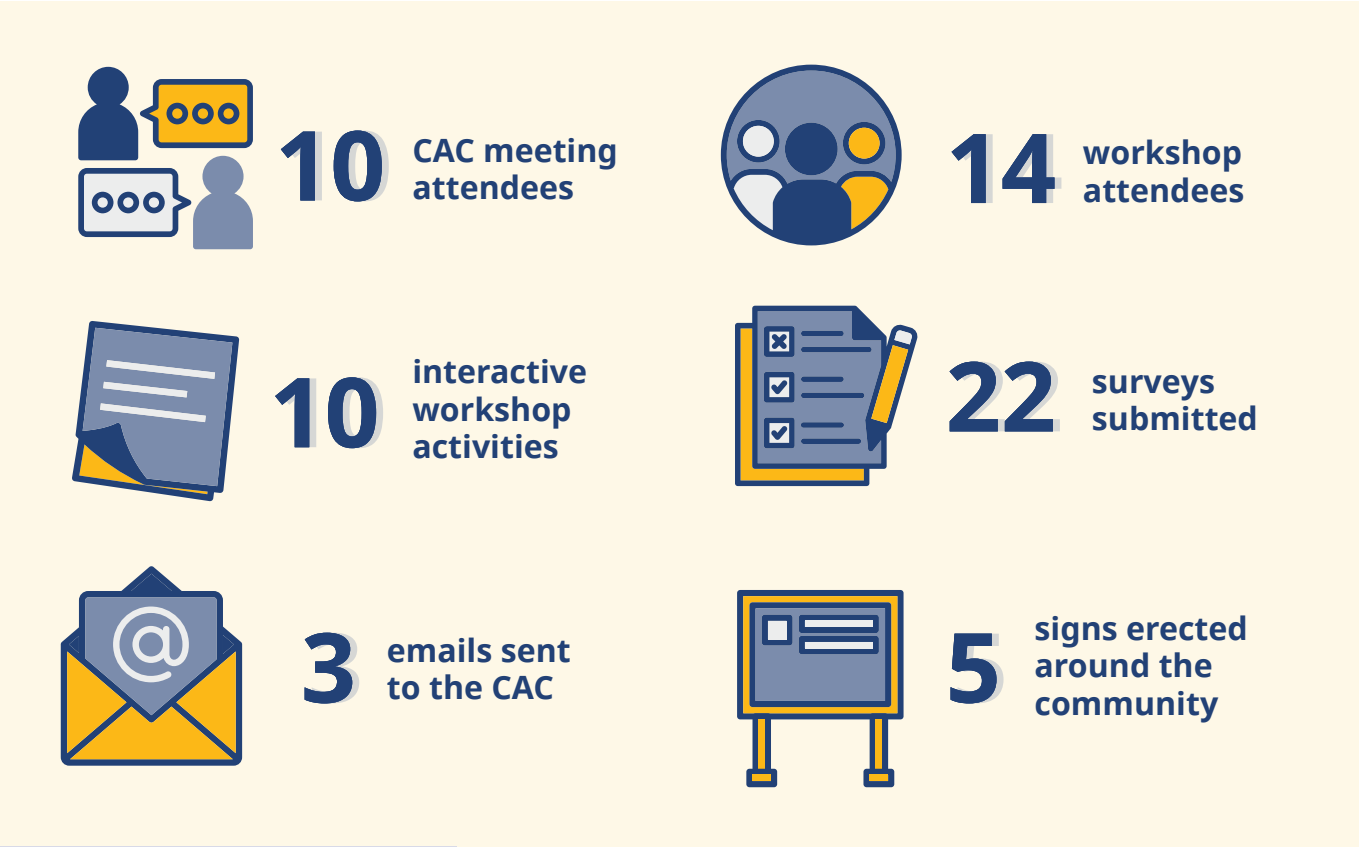 10
CAC meeting
attendees
14
workshop
attendees
10
interactive
workshop
activities
22
surveys
submitted
@
3
emails sent
to the CAC
5
signs erected
around the
community